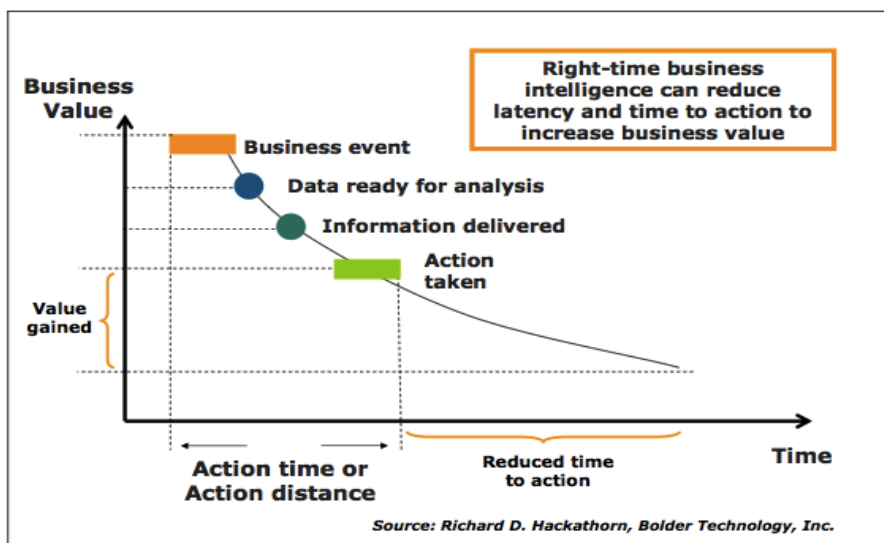 Right-time business
intelligence can reduce
latency and time to action to
increase business value
Business
Value
Business event
Data ready for analysis
Information delivered
Action
taken
Value
gained
Time
Action time or
Action distance
Reduced time
to action
Source: Richard D. Hackathorn, Bolder Technology, Inc.